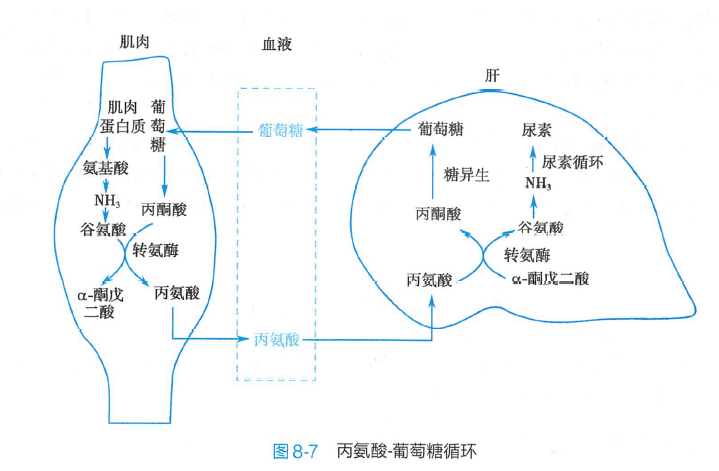 肌肉
血液
肝
肌肉
蛋白质
葡
萄
糖
氨基酸
NH₃
谷氨酸
转氨酶
α-酮戊
二酸
丙酮酸
丙氨酸
葡萄糖
丙氨酸
葡萄糖
糖异生
丙酮酸
丙氨酸
尿素
尿素循环
NH₃
谷氨酸
转氨酶
α-酮戊二酸
图8-7 丙氨酸-葡萄糖循环